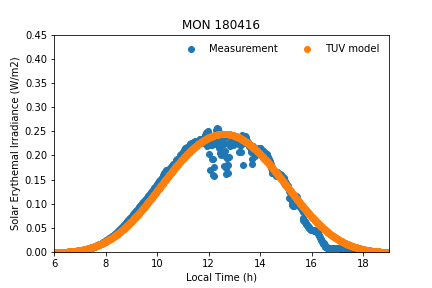 MON 180416
Measurement
TUV model
Solar Erythemal Irradiance (W/m2)
0.45
0.40
0.35
0.30
0.25
0.20
0.15
0.10
0.05
0.00
6 8 10 12 14 16 18
Local Time (h)